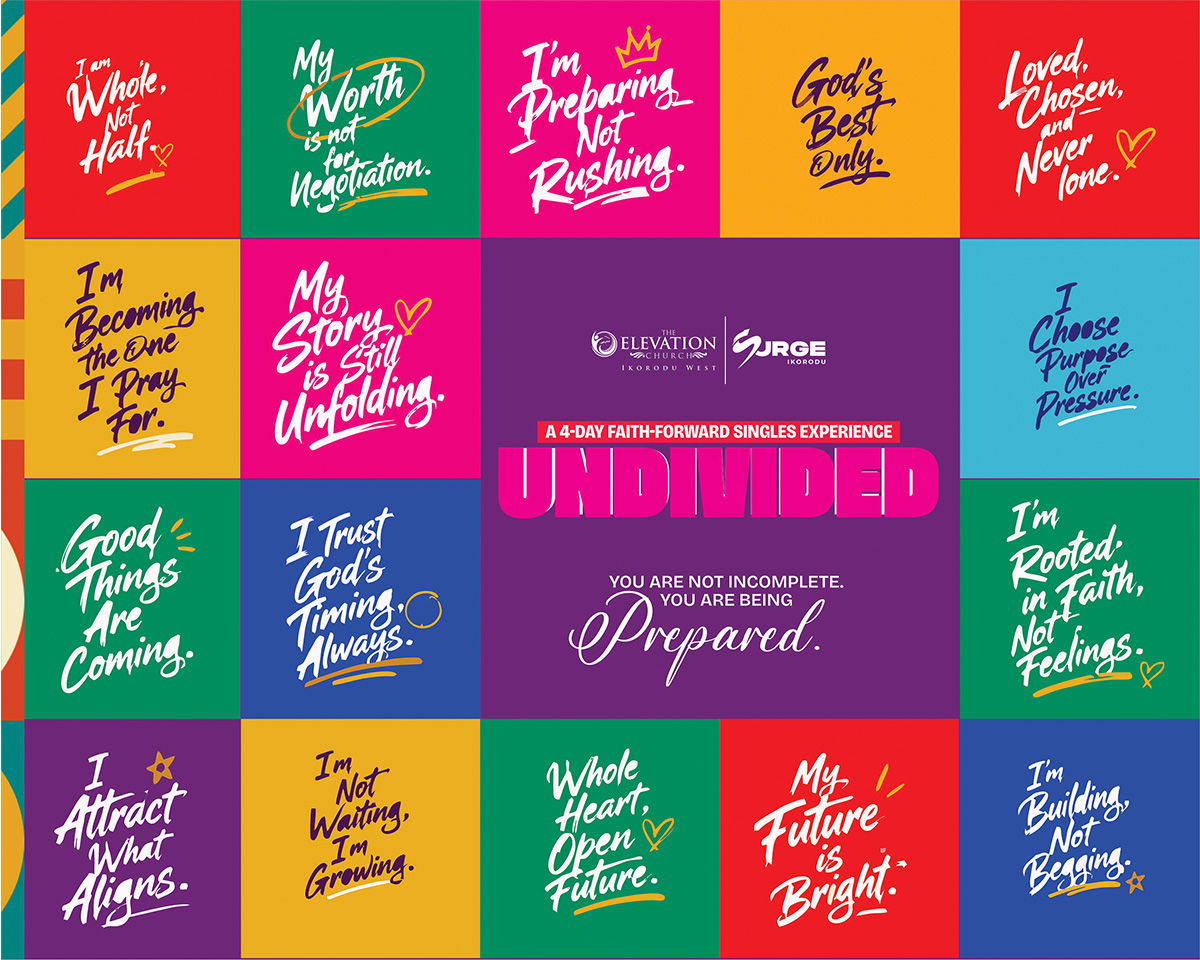 I am
Whole,
Not
Half.
My
Worth
is not
for
Negotiation.
I'm
Preparing
Not
Rushing.
God's
Best
Only.
Loved,
Chosen,
and
Never
lone.
I'm
Becoming
the One
I Pray
For.
My
Story
is Still
Unfolding.
THE
ELEVATION
CHURCH
IKORODU WEST
SURGE
IKORODU
A 4-DAY FAITH-FORWARD SINGLES EXPERIENCE
UNDIVIDED
YOU ARE NOT INCOMPLETE.
YOU ARE BEING
Prepared.
I
Choose
Purpose
Over
Pressure.
Good
Things
Are
Coming.
I Trust
God's
Timing,
Always.
I'm
Rooted
in Faith,
Not
Feelings.
I
Attract
What
Aligns.
I'm
Not
Waiting,
I'm
Growing.
Whole
Heart,
Open
Future.
My
Future
is
Bright.
I'm
Building,
Not
Begging.